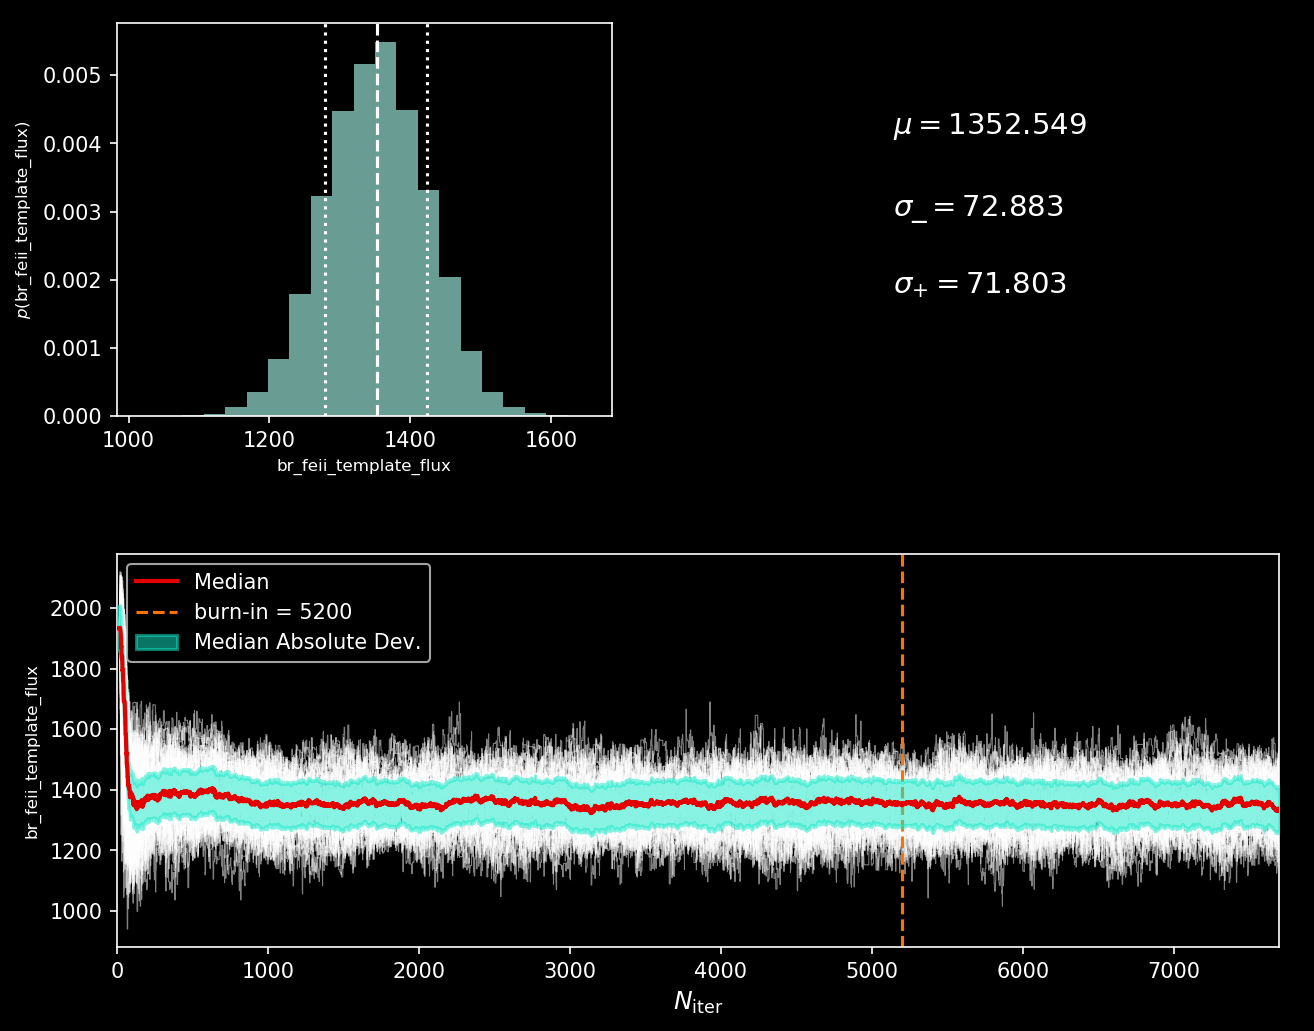 p(br_feii_template_flux)
0.005
0.004
0.003
0.002
0.001
0.000
1000 1200 1400 1600
br_feii_template_flux
μ = 1352.549
σ_ = 72.883
σ+ = 71.803
br_feii_template_flux
2000
1800
1600
1400
1200
1000
Median
burn-in = 5200
Median Absolute Dev.
0 1000 2000 3000 4000 5000 6000 7000
Niter